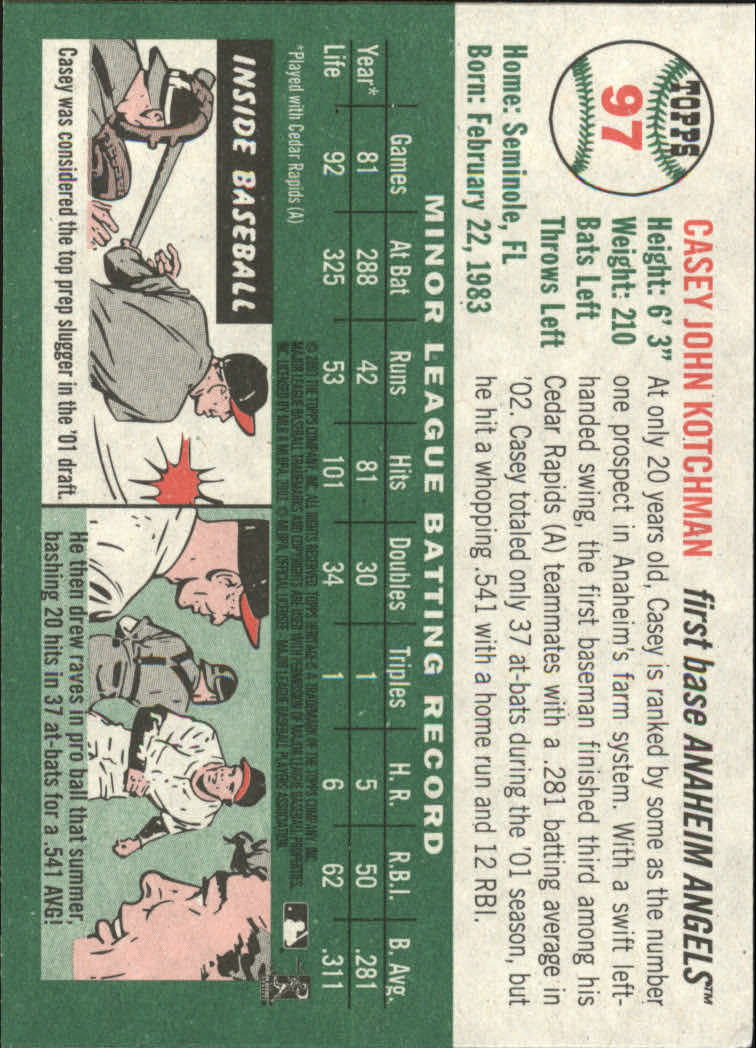 TOPPS
97
CASEY JOHN KOTCHMAN first base ANAHEIM ANGELS™
Height: 6' 3"
Weight: 210
Bats Left
Throws Left
Home: Seminole, FL
Born: February 22, 1983
At only 20 years old, Casey is ranked by some as the number
one prospect in Anaheim's farm system. With a swift left-
handed swing, the first baseman finished third among his
Cedar Rapids (A) teammates with a .281 batting average in
'02. Casey totaled only 37 at-bats during the '01 season, but
he hit a whopping .541 with a home run and 12 RBI.
MINOR LEAGUE BATTING RECORD
Games At Bat Runs Hits Doubles Triples H. R. R.B.I. B. Avg.
Year* 81 288 42 81 30 1 5 50 .281
Life 92 325 53 101 34 1 6 62 .311
*Played with Cedar Rapids (A)
INSIDE BASEBALL
Casey was considered the top prep slugger in the '01 draft.
He then drew raves in pro ball that summer,
bashing 20 hits in 37 at-bats for a .541 AVG!